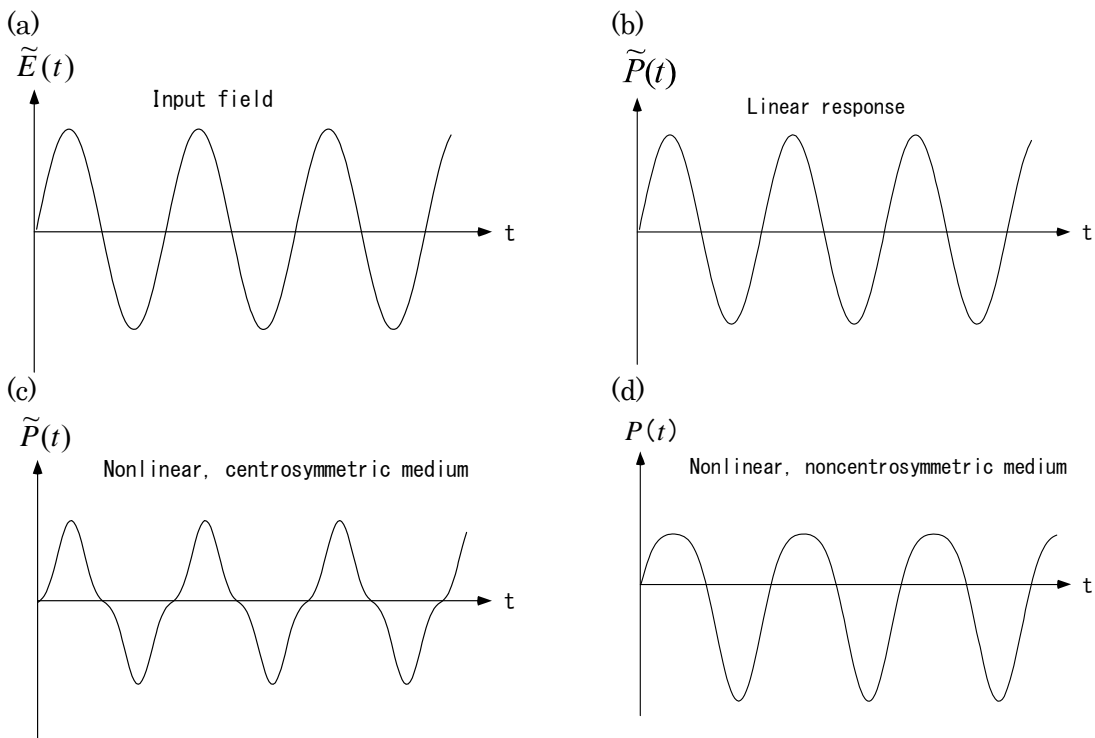 (a)
Ẽ(t)
Input field
t
(b)
P̃(t)
Linear response
t
(c)
P̃(t)
Nonlinear, centrosymmetric medium
t
(d)
P(t)
Nonlinear, noncentrosymmetric medium
t